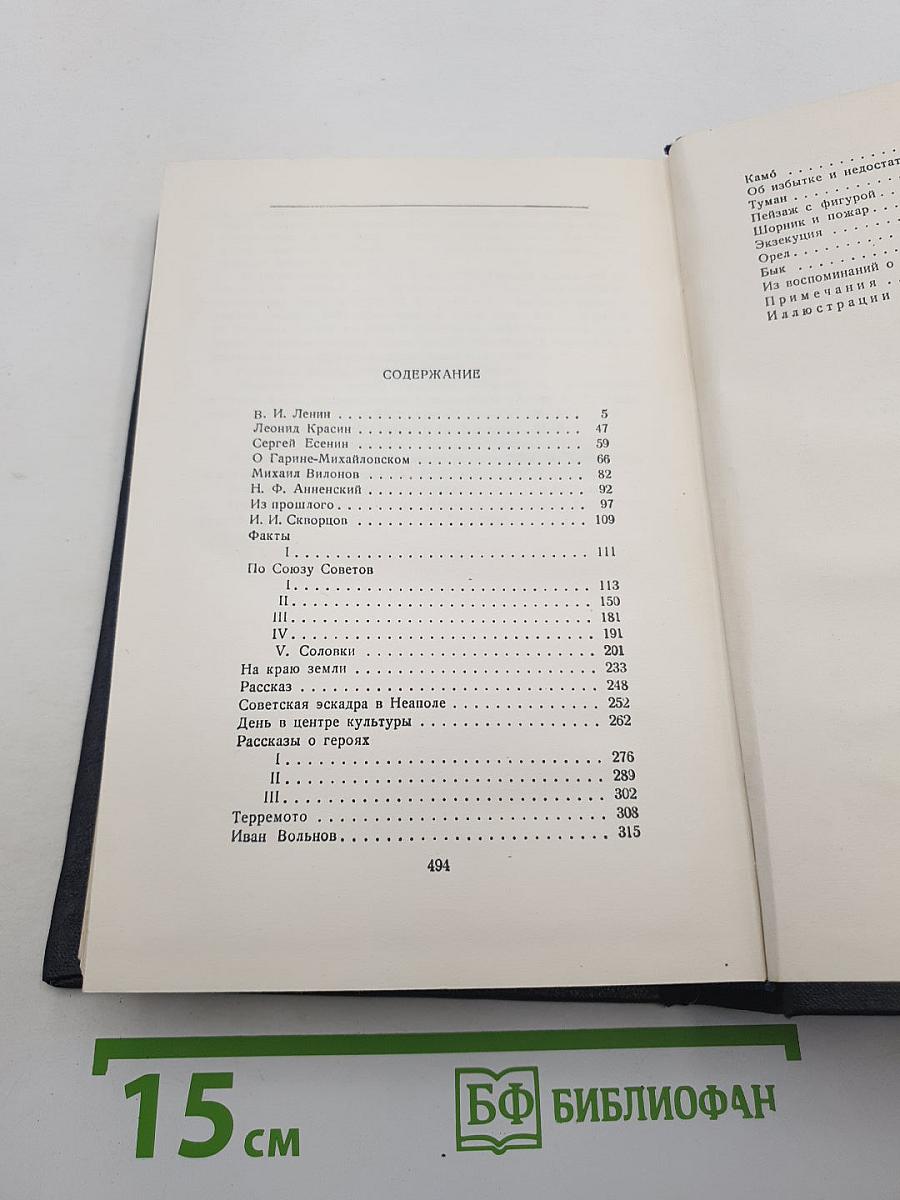 СОДЕРЖАНИЕ
В. И. Ленин . . . . . . . . . . . . . . . . . . . . . . . . . 5
Леонид Красин . . . . . . . . . . . . . . . . . . . . . . . 47
Сергей Есенин . . . . . . . . . . . . . . . . . . . . . . . 59
О Гарине-Михайловском . . . . . . . . . . . . . . . . . 66
Михаил Вилонов . . . . . . . . . . . . . . . . . . . . . . 82
Н. Ф. Анненский . . . . . . . . . . . . . . . . . . . . . . 92
Из прошлого . . . . . . . . . . . . . . . . . . . . . . . . 97
И. И. Скворцов . . . . . . . . . . . . . . . . . . . . . . 109
Факты
I . . . . . . . . . . . . . . . . . . . . . . . . . . . . 111
По Союзу Советов
I . . . . . . . . . . . . . . . . . . . . . . . . . . . . 113
II . . . . . . . . . . . . . . . . . . . . . . . . . . . . 150
III . . . . . . . . . . . . . . . . . . . . . . . . . . . 181
IV . . . . . . . . . . . . . . . . . . . . . . . . . . . 191
V. Соловки . . . . . . . . . . . . . . . . . . . . . . 201
На краю земли . . . . . . . . . . . . . . . . . . . . . . 233
Рассказ . . . . . . . . . . . . . . . . . . . . . . . . . . 248
Советская эскадра в Неаполе . . . . . . . . . . . . . . 252
День в центре культуры . . . . . . . . . . . . . . . . . 262
Рассказы о героях
I . . . . . . . . . . . . . . . . . . . . . . . . . . . . 276
II . . . . . . . . . . . . . . . . . . . . . . . . . . . . 289
III . . . . . . . . . . . . . . . . . . . . . . . . . . . 302
Терремото . . . . . . . . . . . . . . . . . . . . . . . . 308
Иван Вольнов . . . . . . . . . . . . . . . . . . . . . . . 315
494
Камо́ . . . . . . . . .
Об избытке и
Туман . . . . . . . .
Пейзаж с фигурой . .
Шорник и пожар . . .
Экзекуция . . . . . .
Орел . . . . . . . . .
Бык . . . . . . . . .
Из воспоминаний о
Примечания . .
Иллюстрации
15 см
БФ БИБЛИОФАН